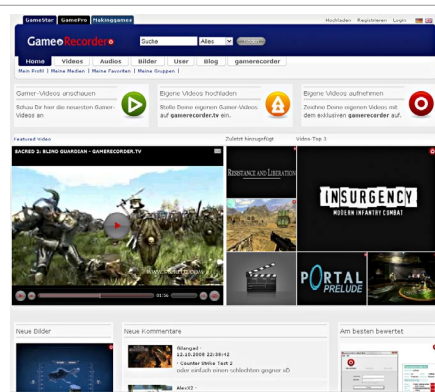 GameStar GamePro Makinggames
Hochladen Registrieren Login
GameRecorder
Suche Alles
Home Videos Audios Bilder User Blog gamerecorder
Mein Profil | Meine Medien | Meine Favoriten | Meine Gruppen |
Gamer-Videos anschauen
Schau Dir hier die neuesten Gamer-
Videos an
Eigene Videos hochladen
Stelle Deine eigenen Gamer-Videos
auf gamerecorder.tv ein.
Eigene Videos aufnehmen
Zeichne Deine eigenen Videos mit
dem exklusiven gamerecorder auf.
Featured Video
Zuletzt hinzugefügt
Video-Top 3
SACRED 2: BLIND GUARDIAN - GAMERECORDER.TV
01:56
RESISTANCE AND LIBERATION
INSURGENCY
MODERN INFANTRY COMBAT
PORTAL
PRELUDE
Neue Bilder
Neue Kommentare
Am besten bewertet
12.10.2008 22:39:42
- Counter Strike Test 2
oder einfach einen schlechten gegner xD